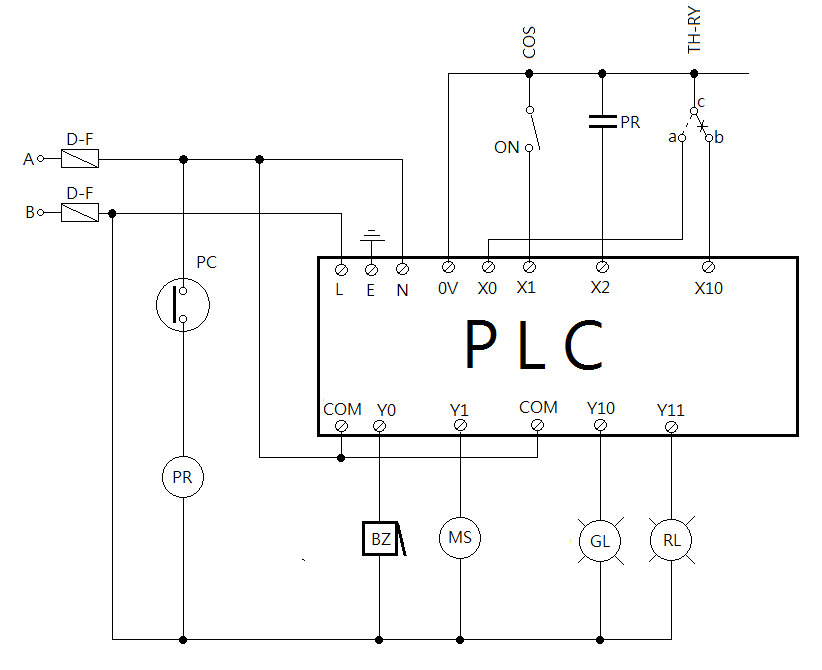 COS
TH-RY
D-F
A
c
PR
ON
a
b
D-F
B
PC
L
E
N
0V
X0
X1
X2
X10
PLC
COM
Y0
Y1
COM
Y10
Y11
PR
BZ
MS
GL
RL